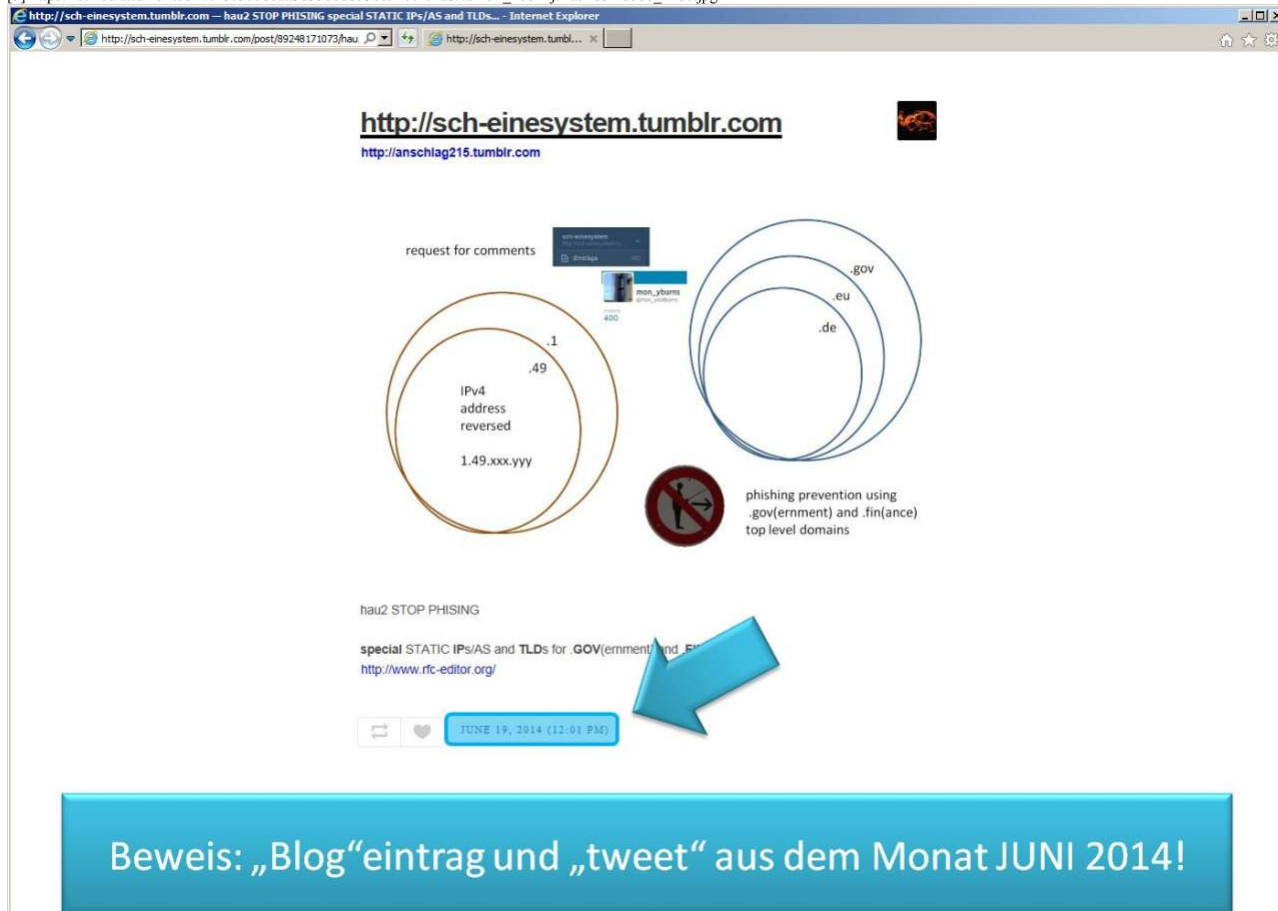 http://sch-einesystem.tumblr.com — hau2 STOP PHISING special STATIC IPs/AS and TLDs... - Internet Explorer
http://sch-einesystem.tumblr.com/post/89248171073/hau
http://sch-einesystem.tumbl...
http://sch-einesystem.tumblr.com
http://anschlag215.tumblr.com
request for comments
sch-einesystem
Einträge
mon_yburns
400
.gov
.eu
.de
.1
.49
IPv4
address
reversed
1.49.xxx.yyy
phishing prevention using
.gov(ernment) and .fin(ance)
top level domains
hau2 STOP PHISING
special STATIC IPs/AS and TLDs for .GOV(ernment) and
http://www.rfc-editor.org/
JUNE 19, 2014 (12:01 PM)
Beweis: „Blog“eintrag und „tweet“ aus dem Monat JUNI 2014!